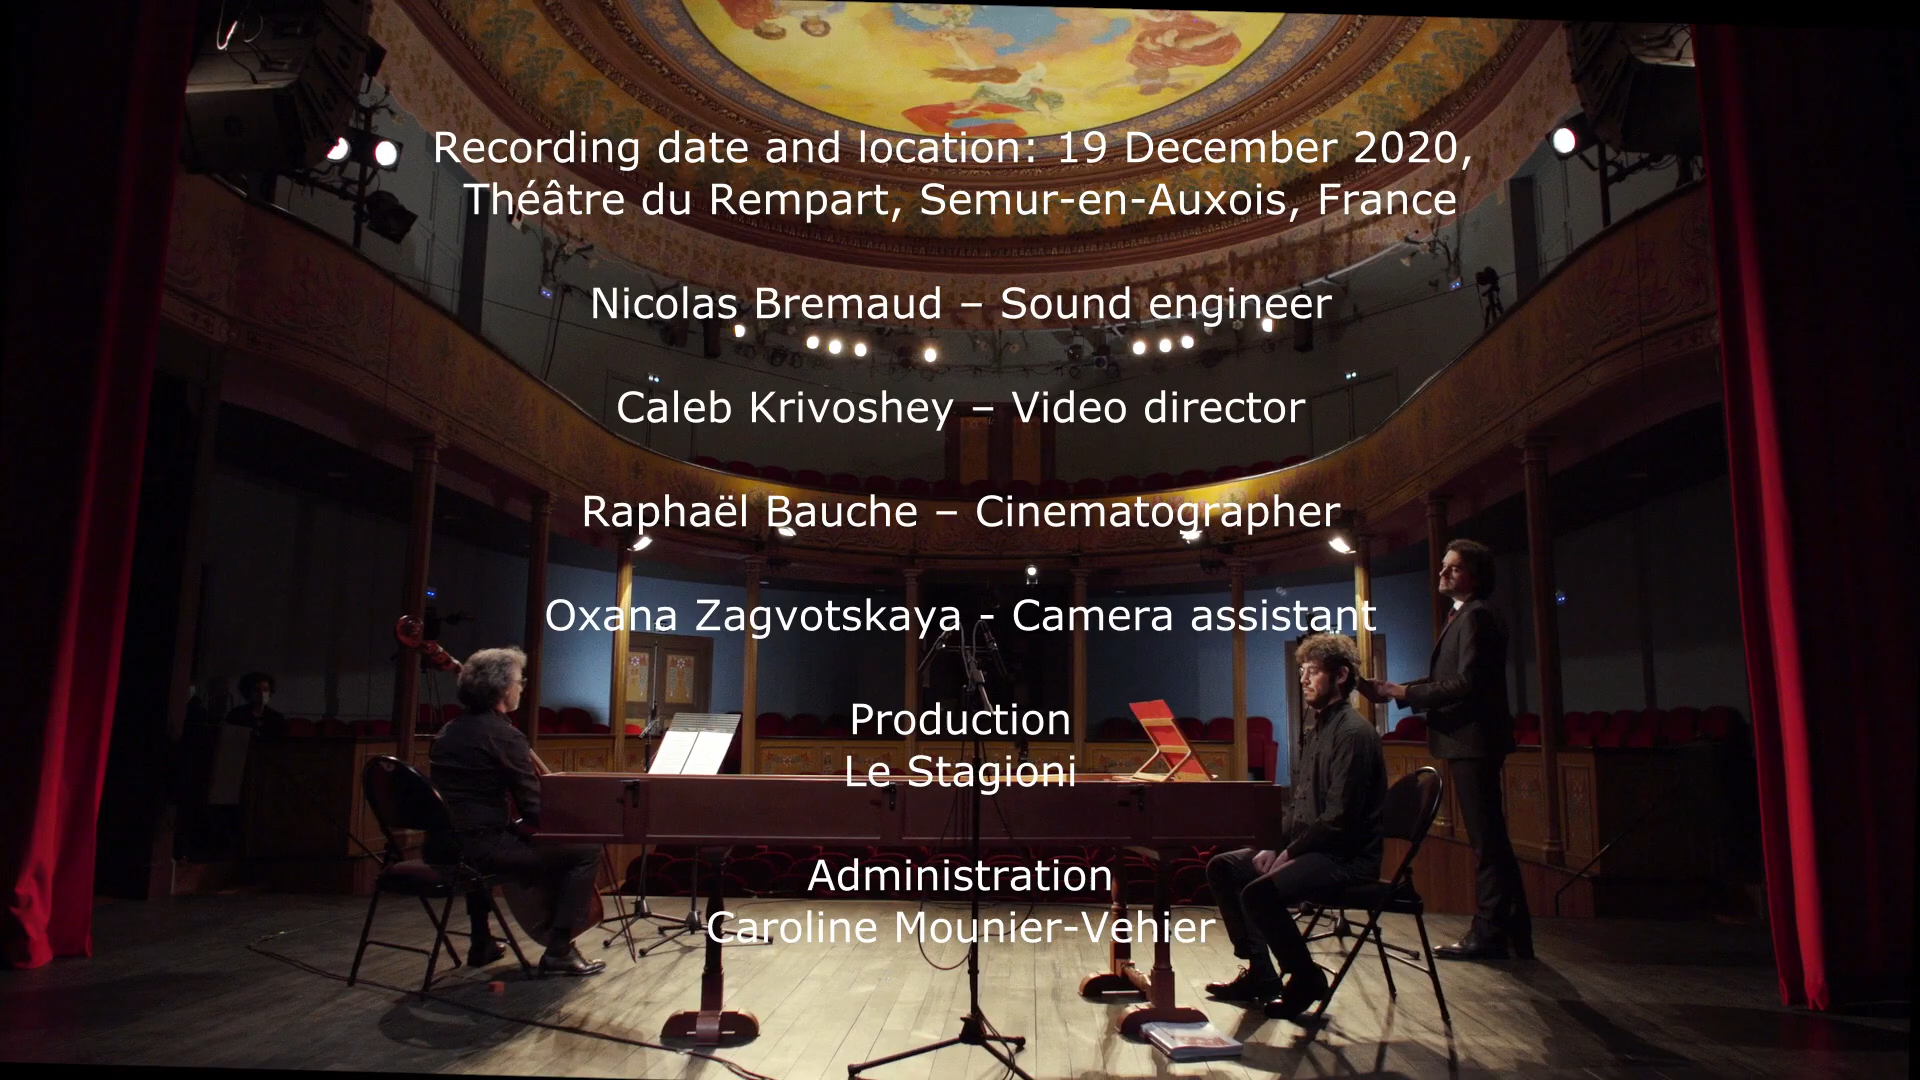 Recording date and location: 19 December 2020,
Théâtre du Rempart, Semur-en-Auxois, France
Nicolas Bremaud – Sound engineer
Caleb Krivoshey – Video director
Raphaël Bauche – Cinematographer
Oxana Zagvotskaya - Camera assistant
Production
Le Stagioni
Administration
Caroline Mounier-Vehier